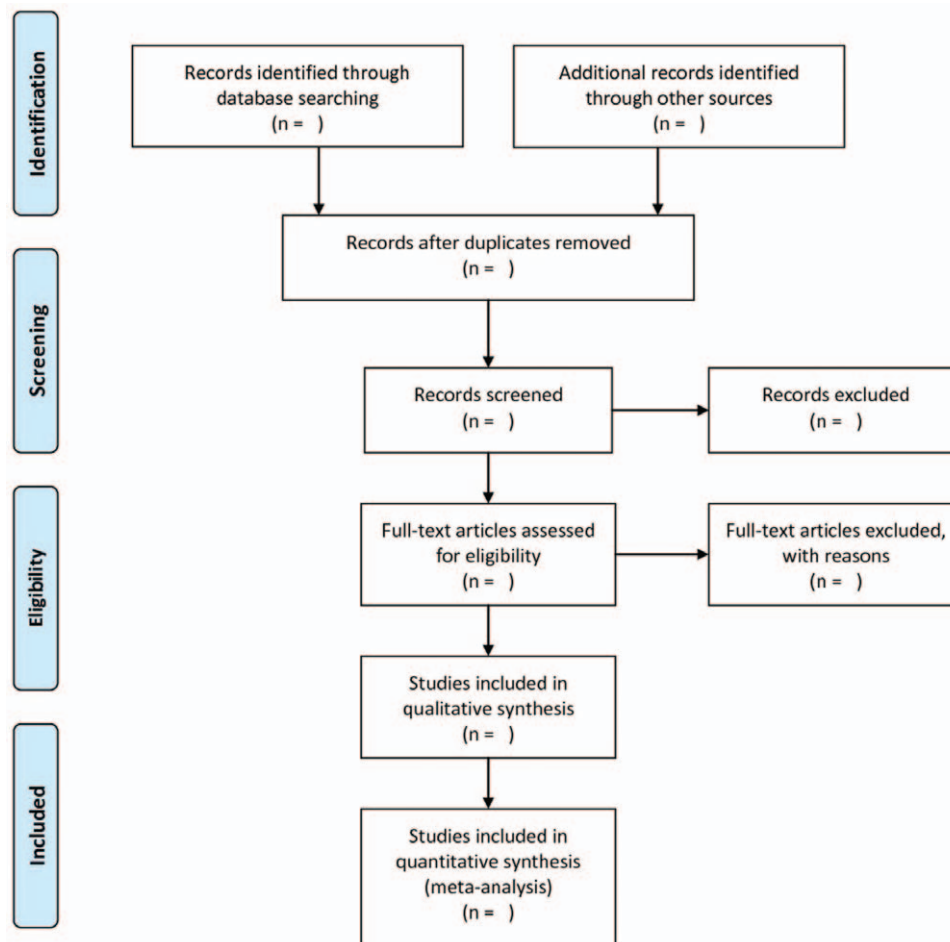 Identification
Records identified through
database searching
(n =   )
Additional records identified
through other sources
(n =   )
Records after duplicates removed
(n =   )
Screening
Records screened
(n =   )
Records excluded
(n =   )
Eligibility
Full-text articles assessed
for eligibility
(n =   )
Full-text articles excluded,
with reasons
(n =   )
Studies included in
qualitative synthesis
(n =   )
Included
Studies included in
quantitative synthesis
(meta-analysis)
(n =   )